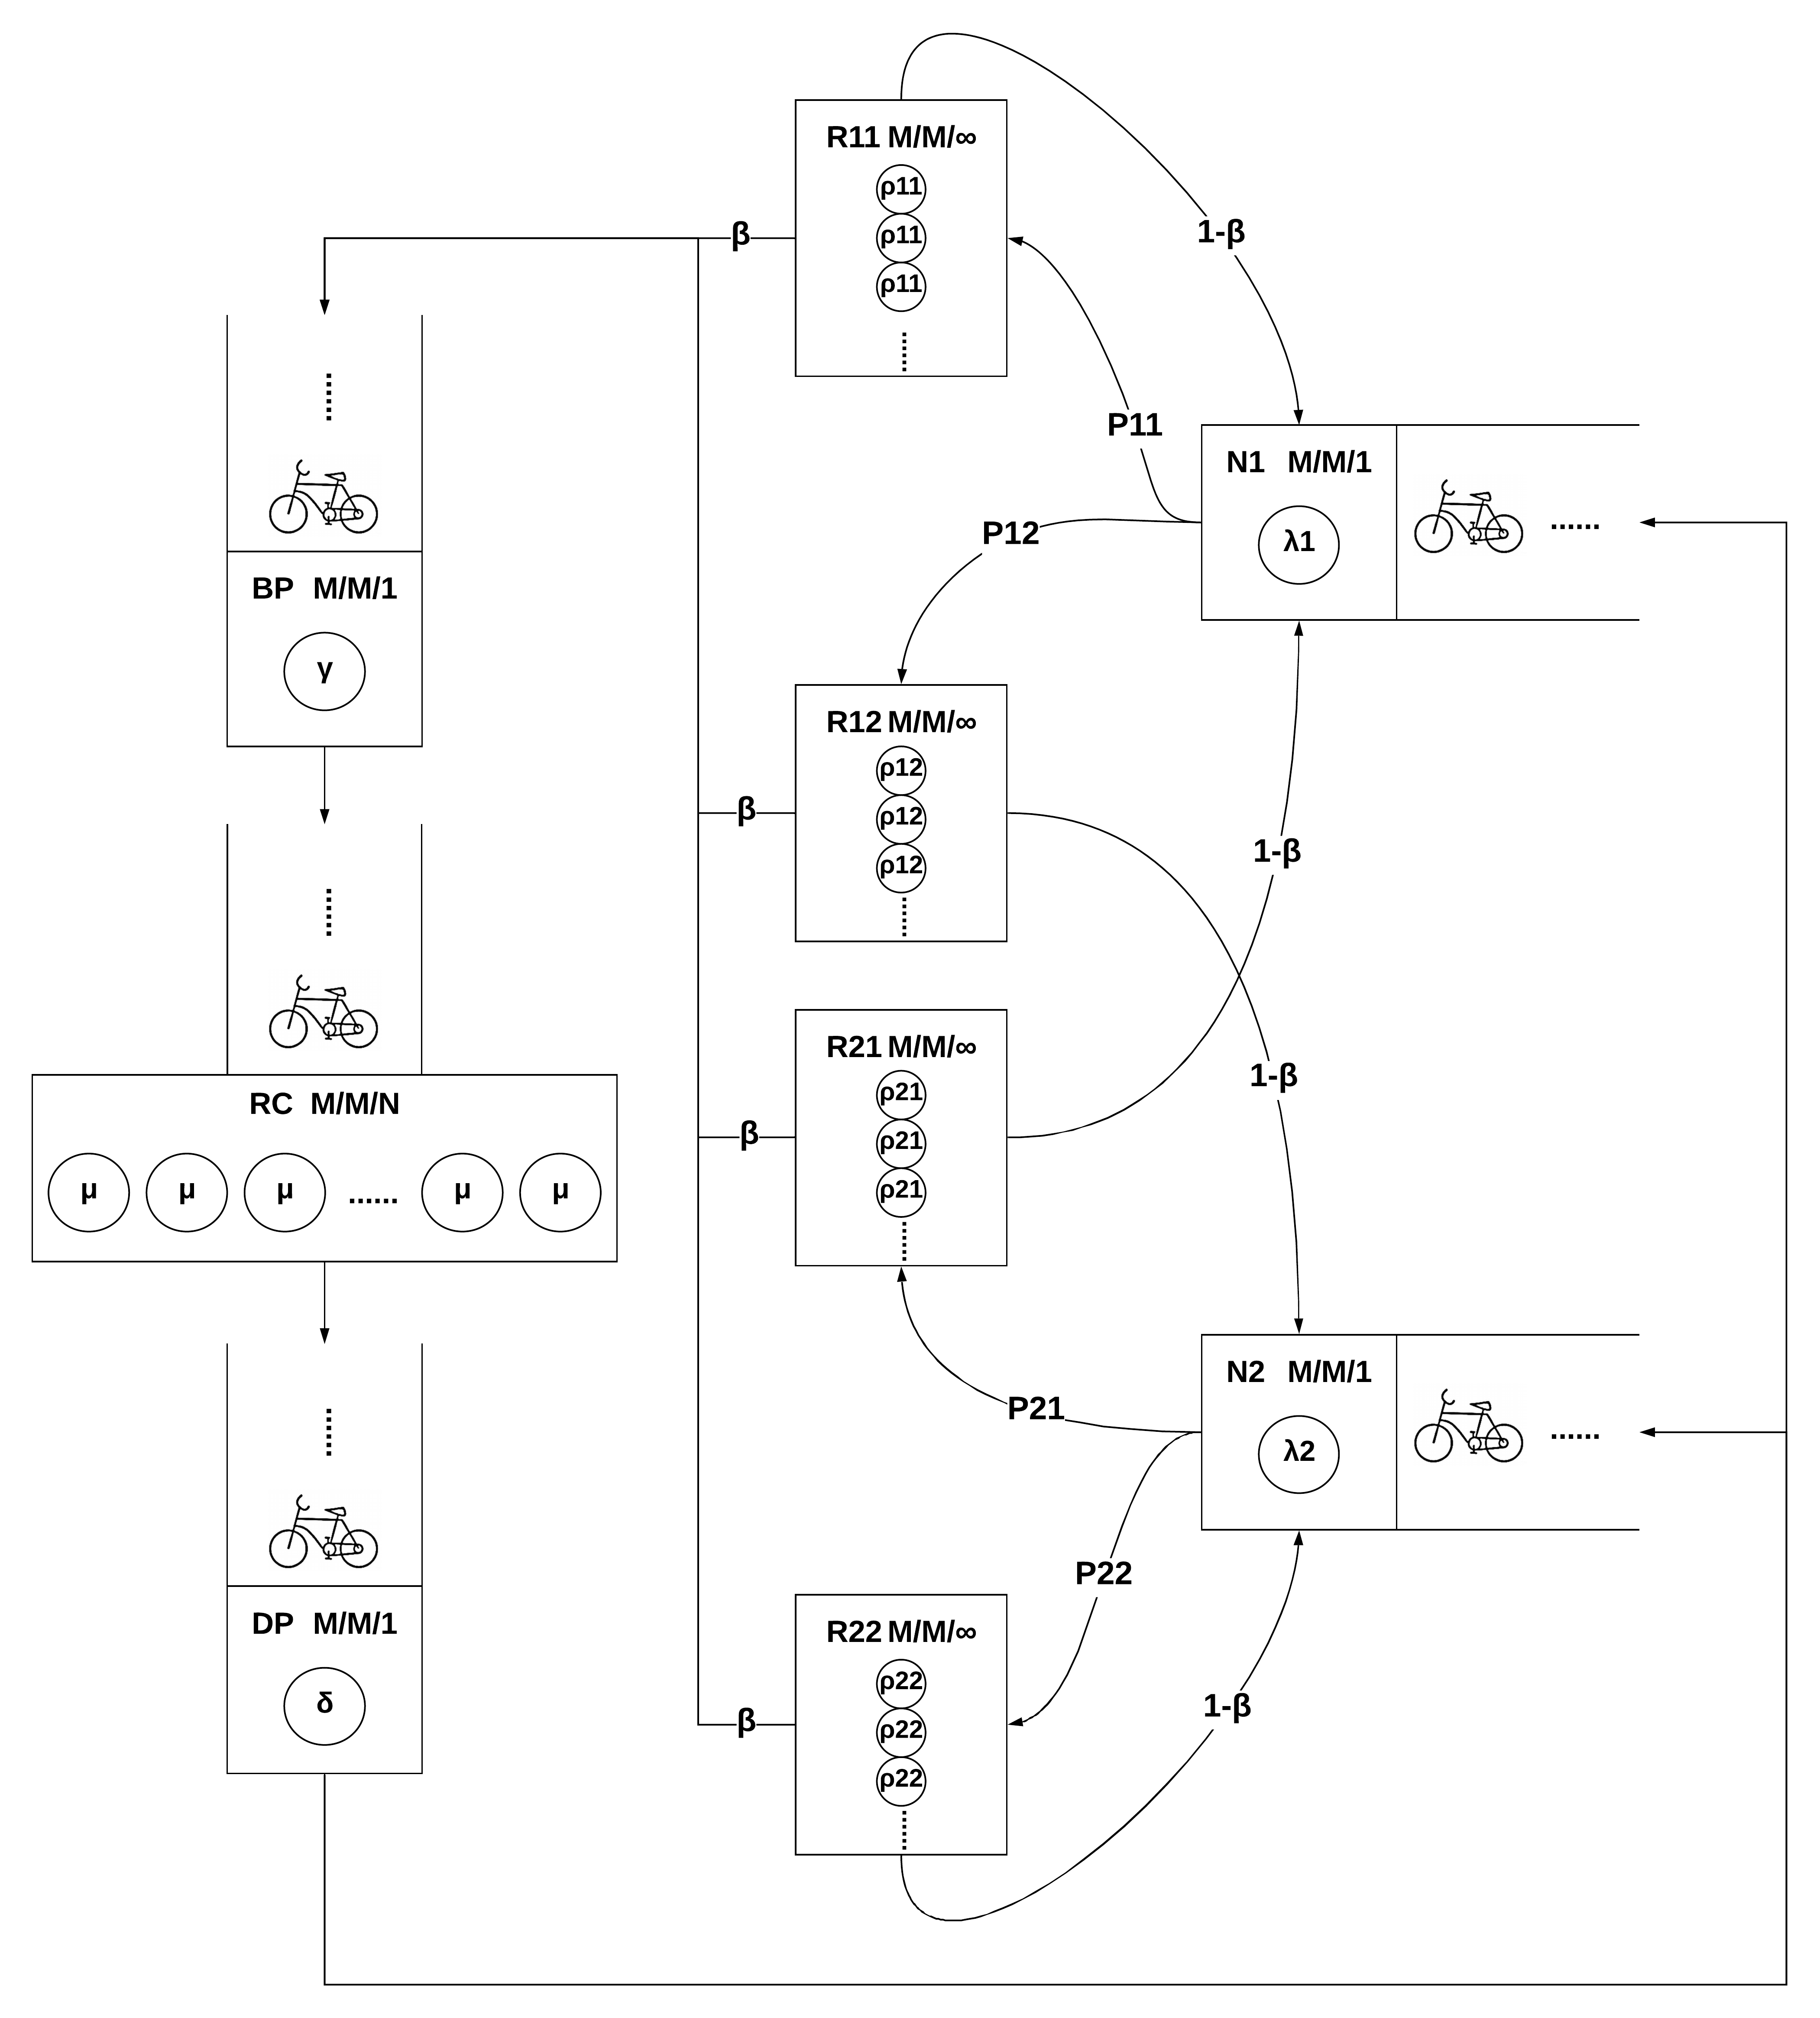 R11 M/M/∞
ρ11
ρ11
ρ11
β
1-β
P11
N1 M/M/1
λ1
......
P12
BP M/M/1
γ
R12 M/M/∞
ρ12
ρ12
ρ12
β
1-β
R21 M/M/∞
ρ21
ρ21
ρ21
β
1-β
RC M/M/N
μ
μ
μ
......
μ
μ
P21
N2 M/M/1
λ2
......
P22
DP M/M/1
δ
R22 M/M/∞
ρ22
ρ22
ρ22
β
1-β